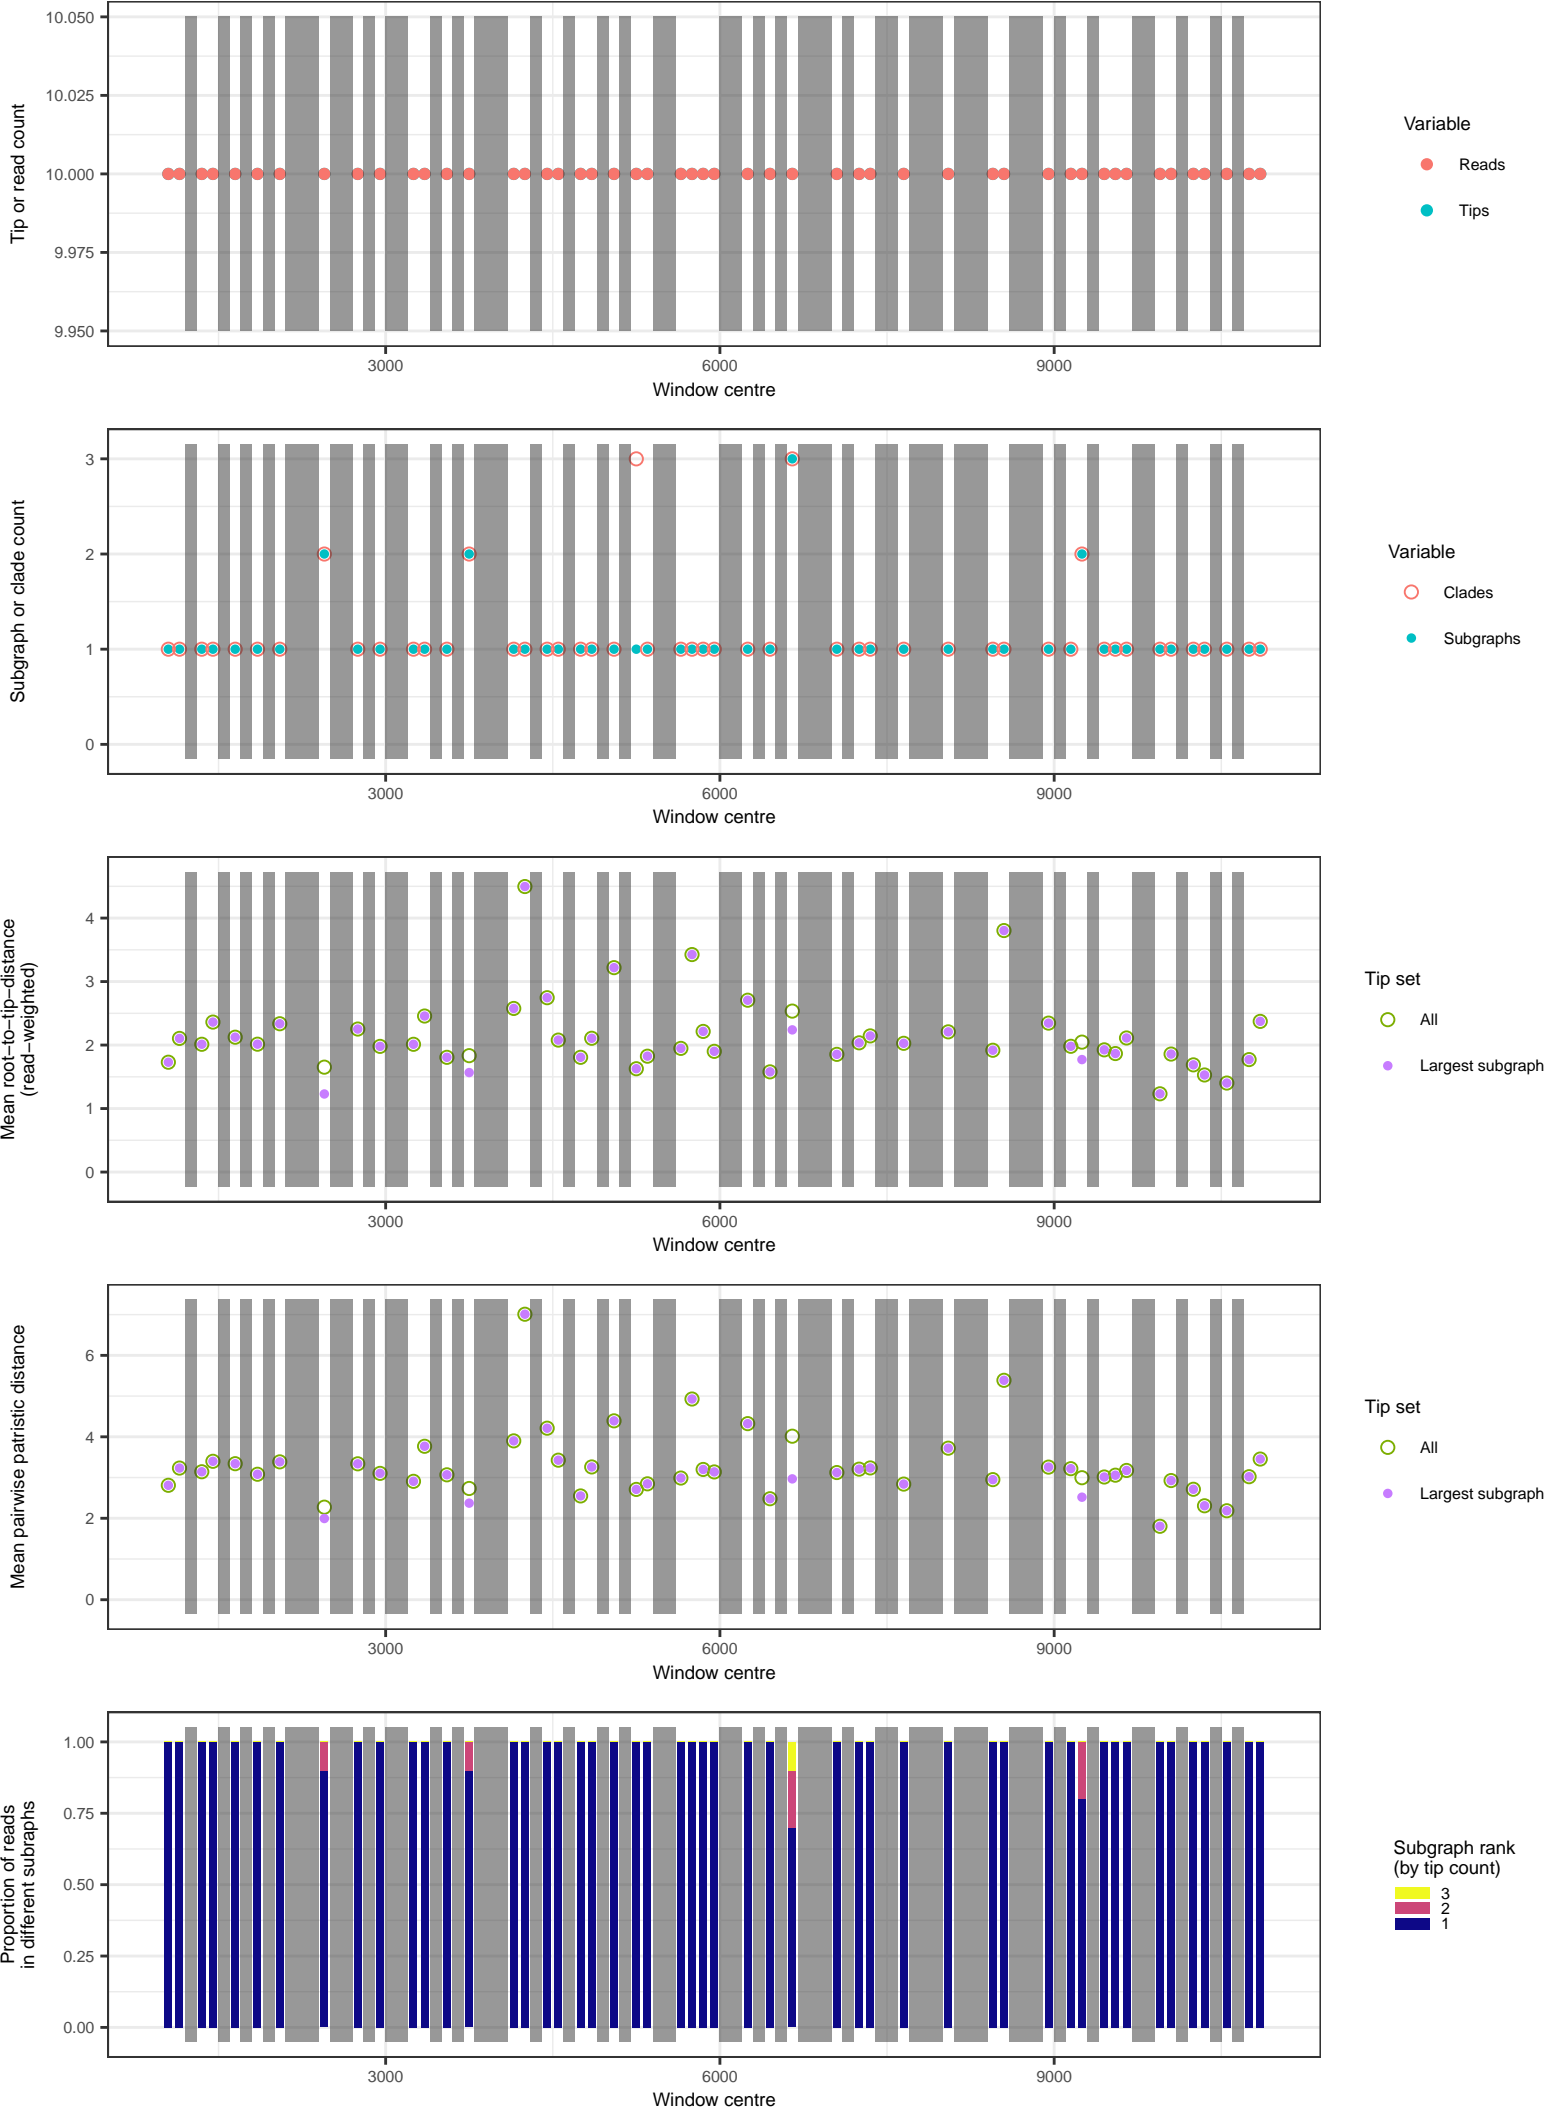 10.050
10.025
10.000
9.975
9.950
Tip or read count
3000
6000
9000
Window centre
Variable
Reads
Tips
3
2
1
0
Subgraph or clade count
3000
6000
9000
Window centre
Variable
Clades
Subgraphs
4
3
2
1
0
Mean root−to−tip−distance
(read−weighted)
3000
6000
9000
Window centre
Tip set
All
Largest subgraph
6
4
2
0
Mean pairwise patristic distance
3000
6000
9000
Window centre
Tip set
All
Largest subgraph
1.00
0.75
0.50
0.25
0.00
Proportion of reads
in different subraphs
3000
6000
9000
Window centre
Subgraph rank
(by tip count)
3
2
1